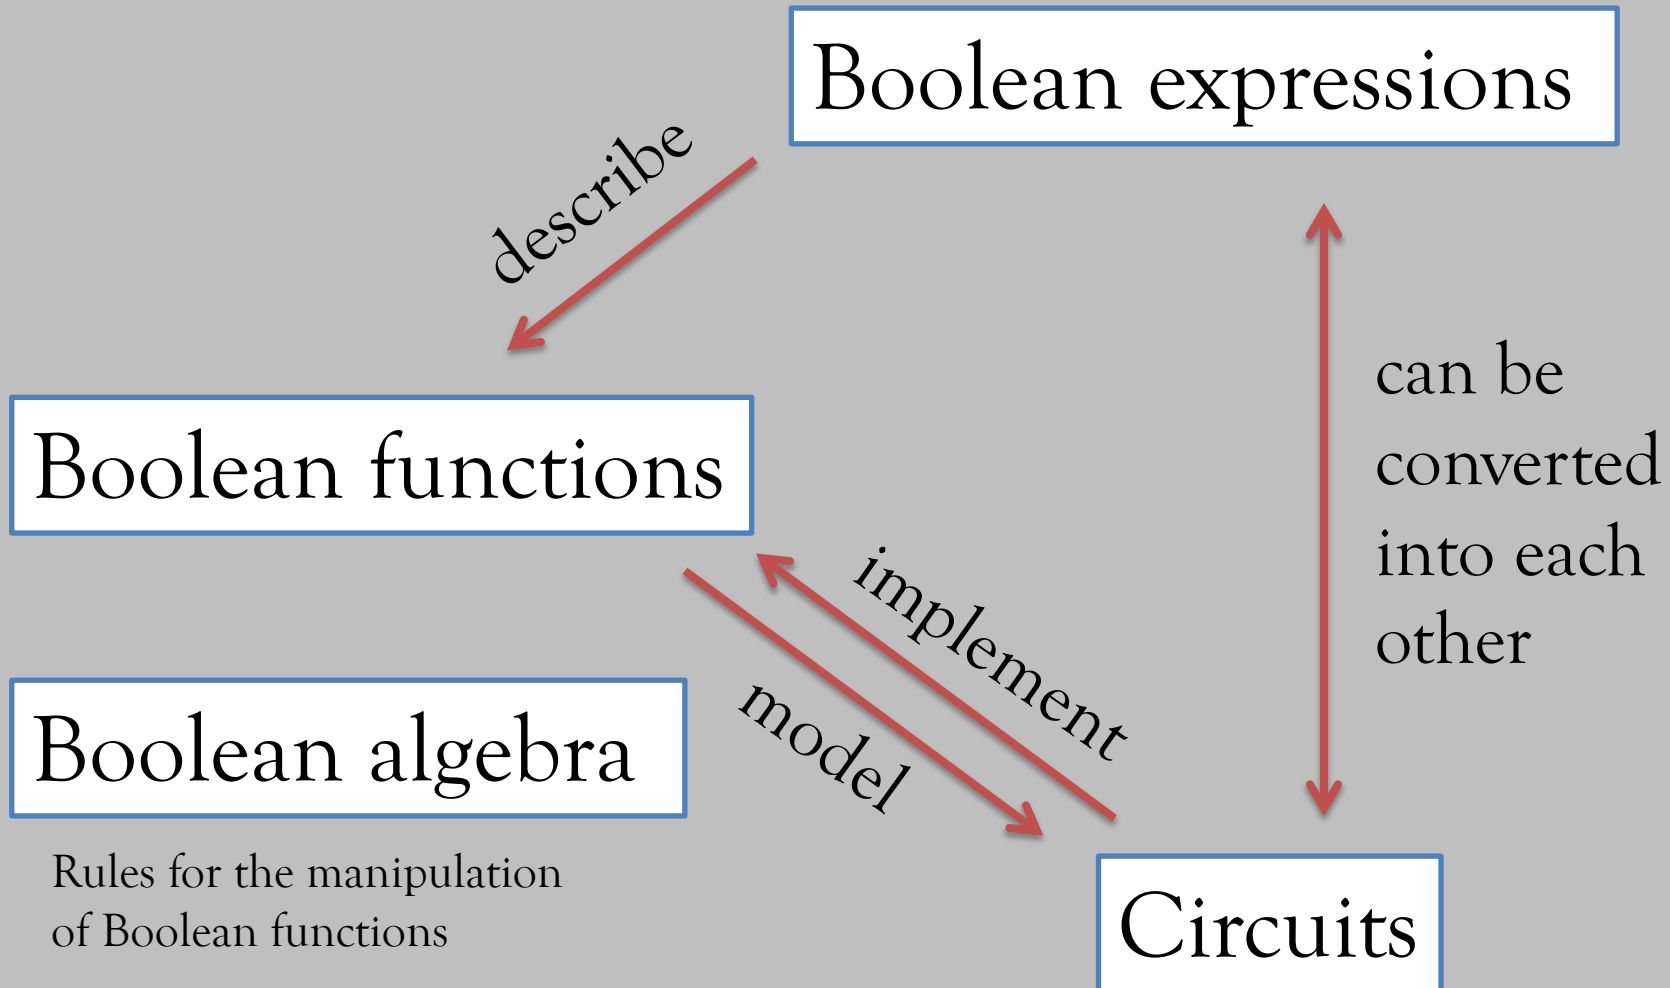 Boolean expressions
describe
can be
converted
into each
other
Boolean functions
implement
model
Boolean algebra
Rules for the manipulation
of Boolean functions
Circuits